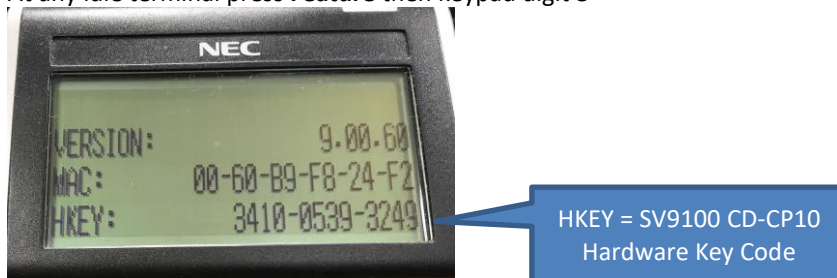 At any idle terminal press Feature then keypad digit
NEC
VERSION: 9.00.60
MAC: 00-60-B9-F8-24-F2
HKEY: 3410-0539-3249
HKEY = SV9100 CD-CP10
Hardware Key Code